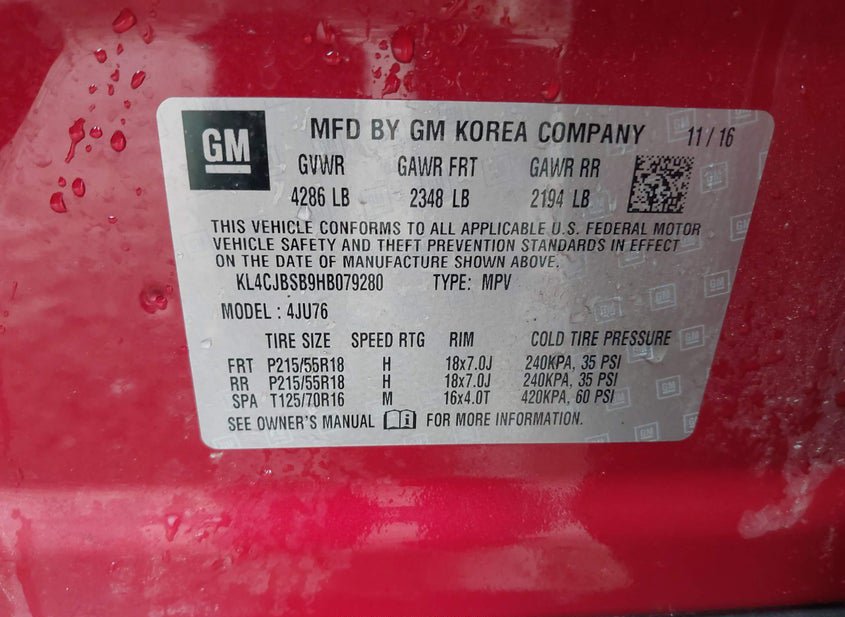 GM MFD BY GM KOREA COMPANY 11/16
GVWR GAWR FRT GAWR RR
4286 LB 2348 LB 2194 LB
THIS VEHICLE CONFORMS TO ALL APPLICABLE U.S. FEDERAL MOTOR
VEHICLE SAFETY AND THEFT PREVENTION STANDARDS IN EFFECT
ON THE DATE OF MANUFACTURE SHOWN ABOVE.
KL4CJBSB9HB079280 TYPE: MPV
MODEL : 4JU76
TIRE SIZE SPEED RTG RIM COLD TIRE PRESSURE
FRT P215/55R18 H 18x7.0J 240KPA, 35 PSI
RR P215/55R18 H 18x7.0J 240KPA, 35 PSI
SPA T125/70R16 M 16x4.0T 420KPA, 60 PSI
SEE OWNER'S MANUAL i FOR MORE INFORMATION.